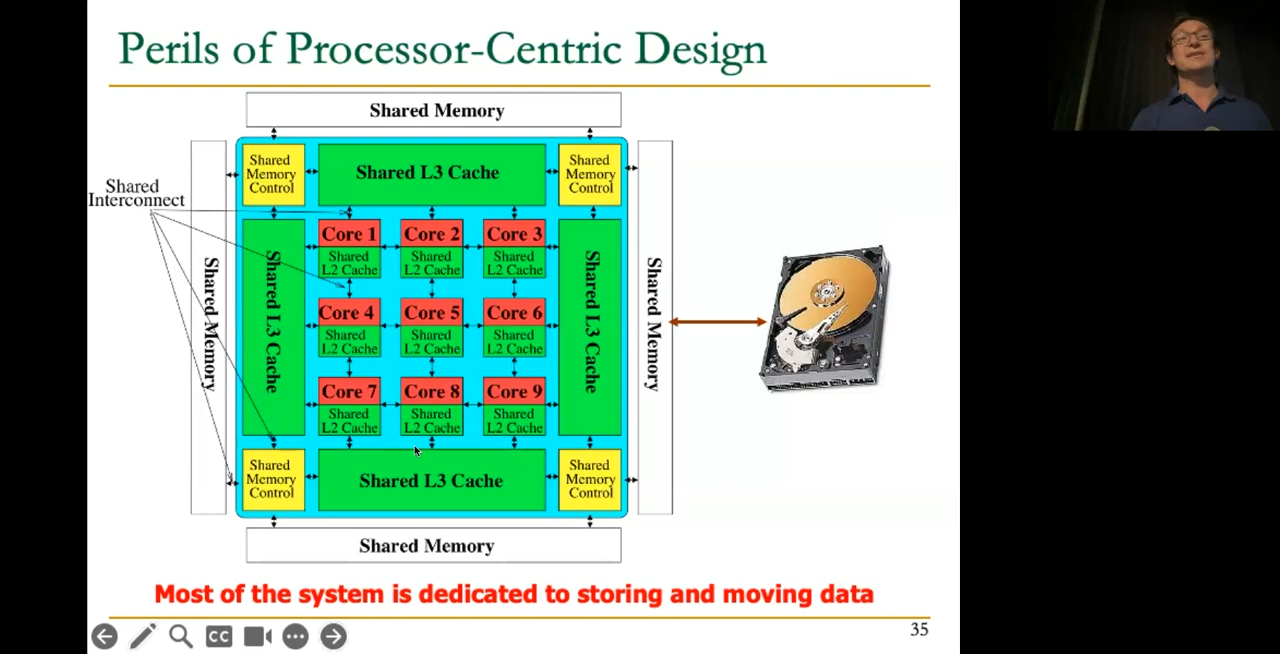 Perils of Processor-Centric Design
Shared Memory
Shared
Memory
Control
Shared L3 Cache
Shared
Memory
Control
Shared
Interconnect
Shared Memory
Shared L3 Cache
Core 1
Shared
L2 Cache
Core 2
Shared
L2 Cache
Core 3
Shared
L2 Cache
Core 4
Shared
L2 Cache
Core 5
Shared
L2 Cache
Core 6
Shared
L2 Cache
Core 7
Shared
L2 Cache
Core 8
Shared
L2 Cache
Core 9
Shared
L2 Cache
Shared L3 Cache
Shared Memory
Shared
Memory
Control
Shared L3 Cache
Shared
Memory
Control
Shared Memory
Most of the system is dedicated to storing and moving data
CC
35